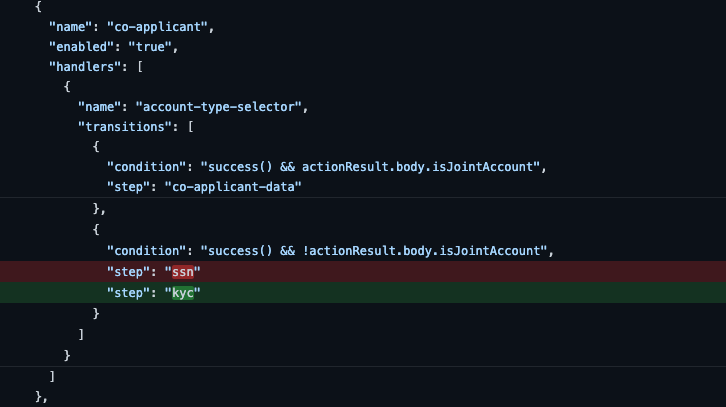 {
"name": "co-applicant",
"enabled": "true",
"handlers": [
{
"name": "account-type-selector",
"transitions": [
{
"condition": "success() && actionResult.body.isJointAccount",
"step": "co-applicant-data"
},
{
"condition": "success() && !actionResult.body.isJointAccount",
"step": "ssn"
"step": "kyc"
}
]
}
]
},